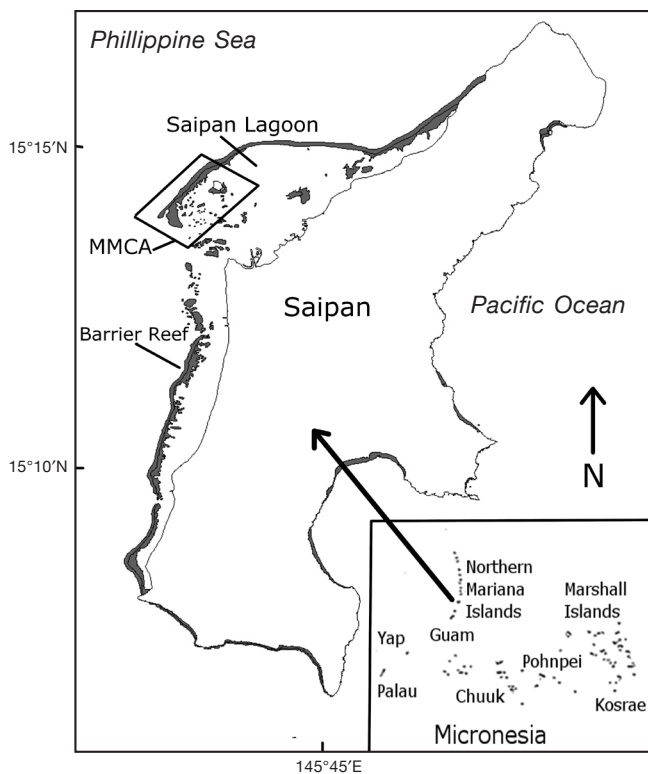 Phillippine Sea
15°15′N
Saipan Lagoon
MMCA
Saipan
Pacific Ocean
Barrier Reef
15°10′N
N
Northern
Mariana
Islands
Marshall
Islands
Yap
Guam
Pohnpei
Palau
Chuuk
Kosrae
Micronesia
145°45′E